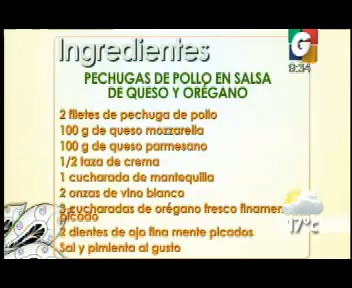 Ingredientes
G
8:34
PECHUGAS DE POLLO EN SALSA
DE QUESO Y ORÉGANO
2 filetes de pechuga de pollo
100 g de queso mozzarella
100 g de queso parmesano
1/2 taza de crema
1 cucharada de mantequilla
2 onzas de vino blanco
3 cucharadas de orégano fresco finamen
picado
2 dientes de ajo fina mente picados
Sal y pimienta al gusto
17°C